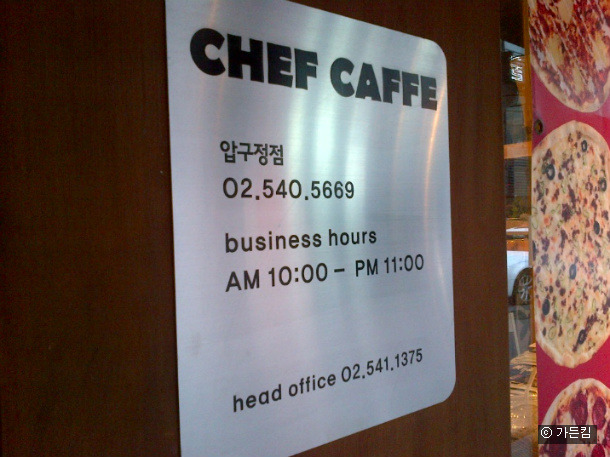 CHEF CAFFE
압구정점
02.540.5669
business hours
AM 10:00 - PM 11:00
head office 02.541.1375
© 가든킴